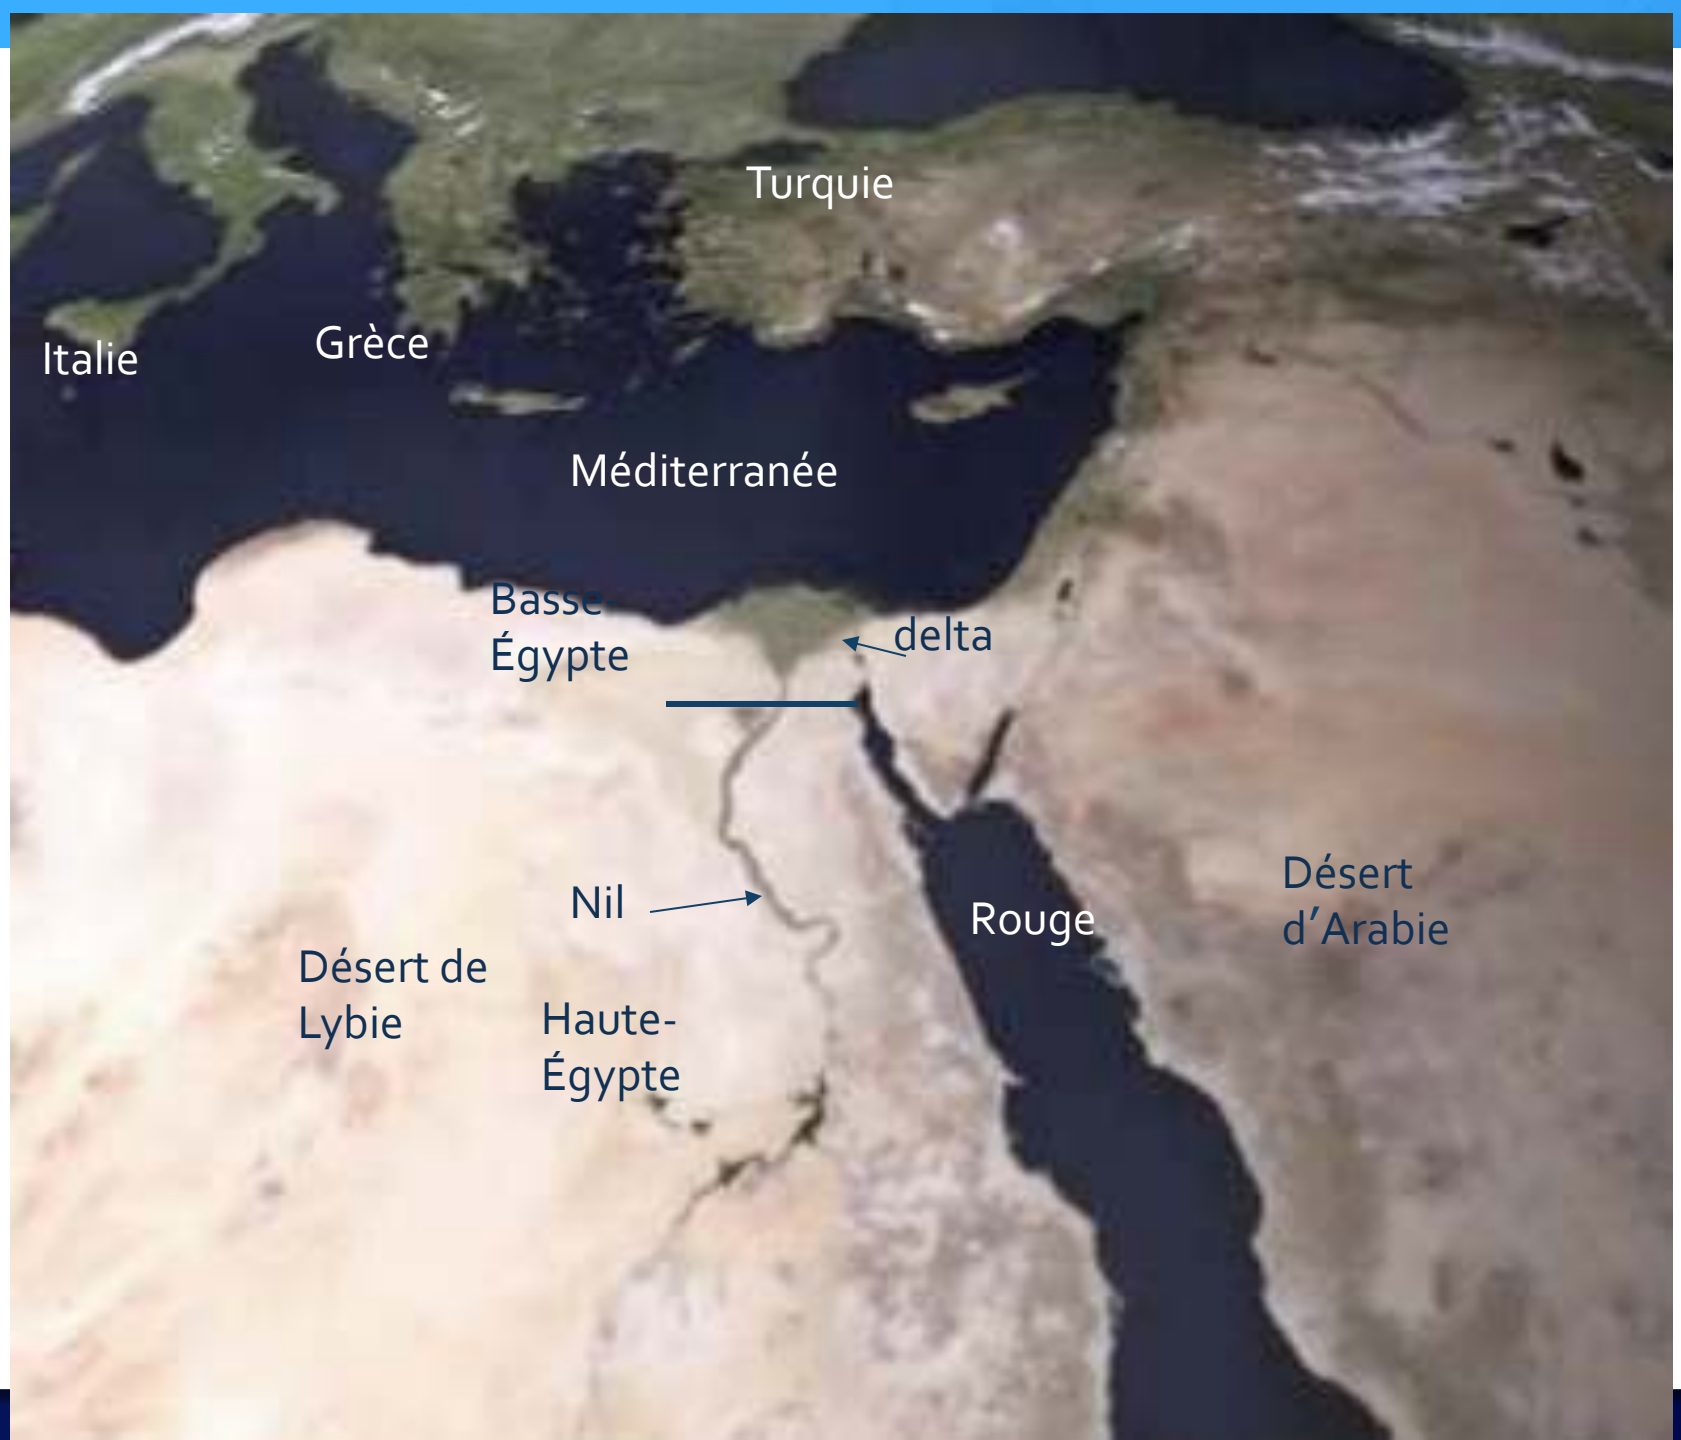 Turquie
Grèce
Italie
Méditerranée
Basse
Égypte
delta
Nil
Rouge
Désert
d’Arabie
Désert de
Lybie
Haute-
Égypte